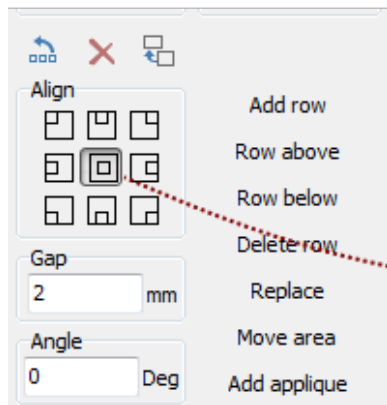 Align
Gap
2 mm
Angle
0 Deg
Add row
Row above
Row below
Delete row
Replace
Move area
Add applique